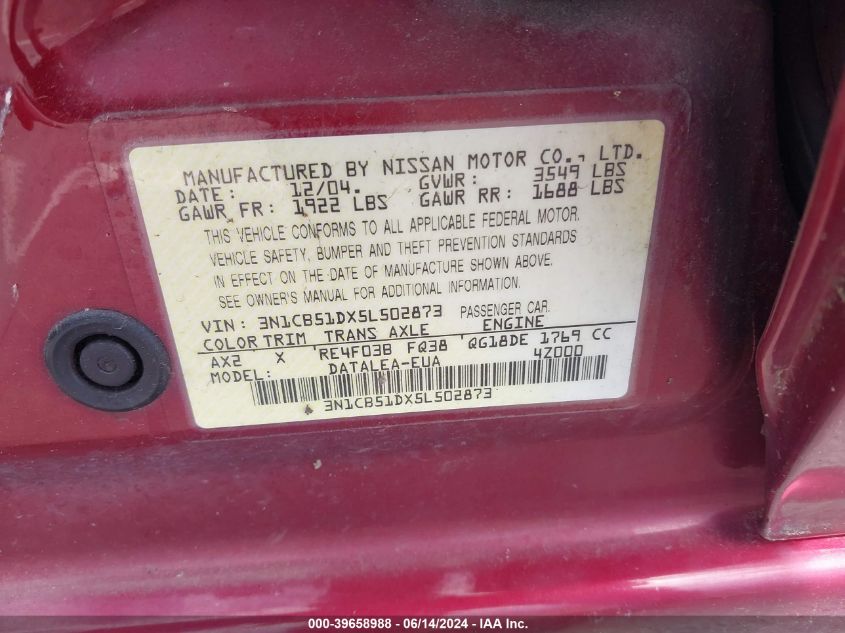 MANUFACTURED BY NISSAN MOTOR CO., LTD.
DATE: 12/04. GVWR: 3549 LBS
GAWR FR: 1922 LBS GAWR RR: 1688 LBS
THIS VEHICLE CONFORMS TO ALL APPLICABLE FEDERAL MOTOR
VEHICLE SAFETY, BUMPER AND THEFT PREVENTION STANDARDS
IN EFFECT ON THE DATE OF MANUFACTURE SHOWN ABOVE.
SEE OWNER'S MANUAL FOR ADDITIONAL INFORMATION.
VIN: 3N1CB51DX5L502873 PASSENGER CAR.
COLOR TRIM TRANS AXLE ENGINE
AX2 X RE4F03B FQ38 QG18DE 1769 CC
MODEL: DATALEA-EUA 4Z000
3N1CB51DX5L502873
6
000-39658988 - 06/14/2024 - IAA Inc.